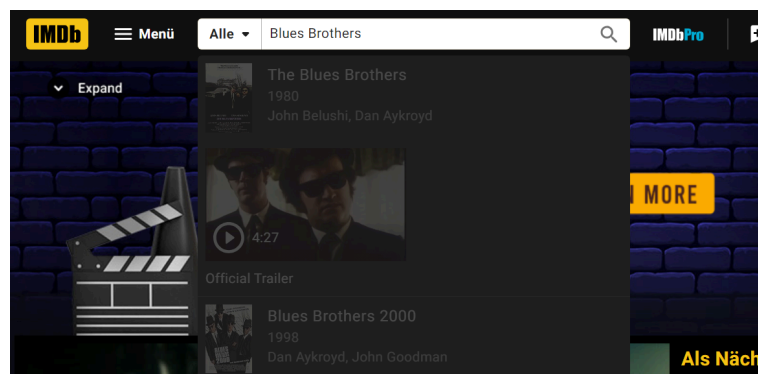 IMDb
Menü
Alle
Blues Brothers
IMDbPro
Expand
The Blues Brothers
1980
John Belushi, Dan Aykroyd
MORE
4:27
Official Trailer
Blues Brothers 2000
1998
Dan Aykroyd, John Goodman
Als